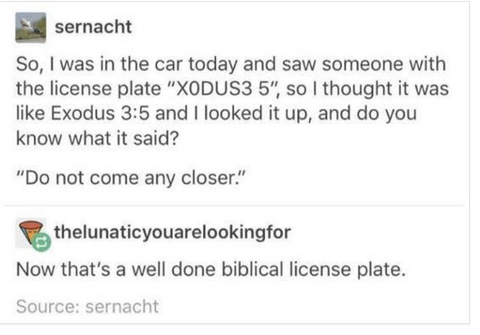 sernacht
So, I was in the car today and saw someone with
the license plate “X0DUS3 5”, so I thought it was
like Exodus 3:5 and I looked it up, and do you
know what it said?
“Do not come any closer.”
thelunaticyouarelookingfor
Now that’s a well done biblical license plate.
Source: sernacht